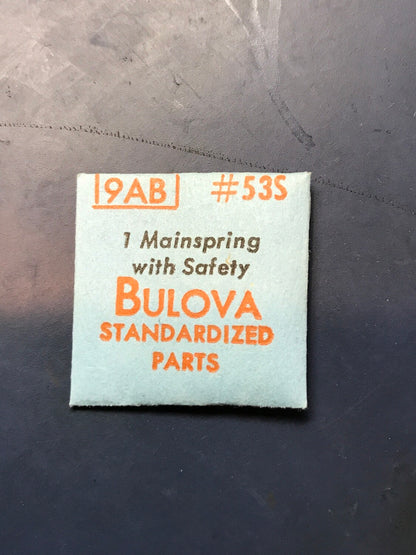 9AB #53S
1 Mainspring
with Safety
BULOVA
STANDARDIZED
PARTS